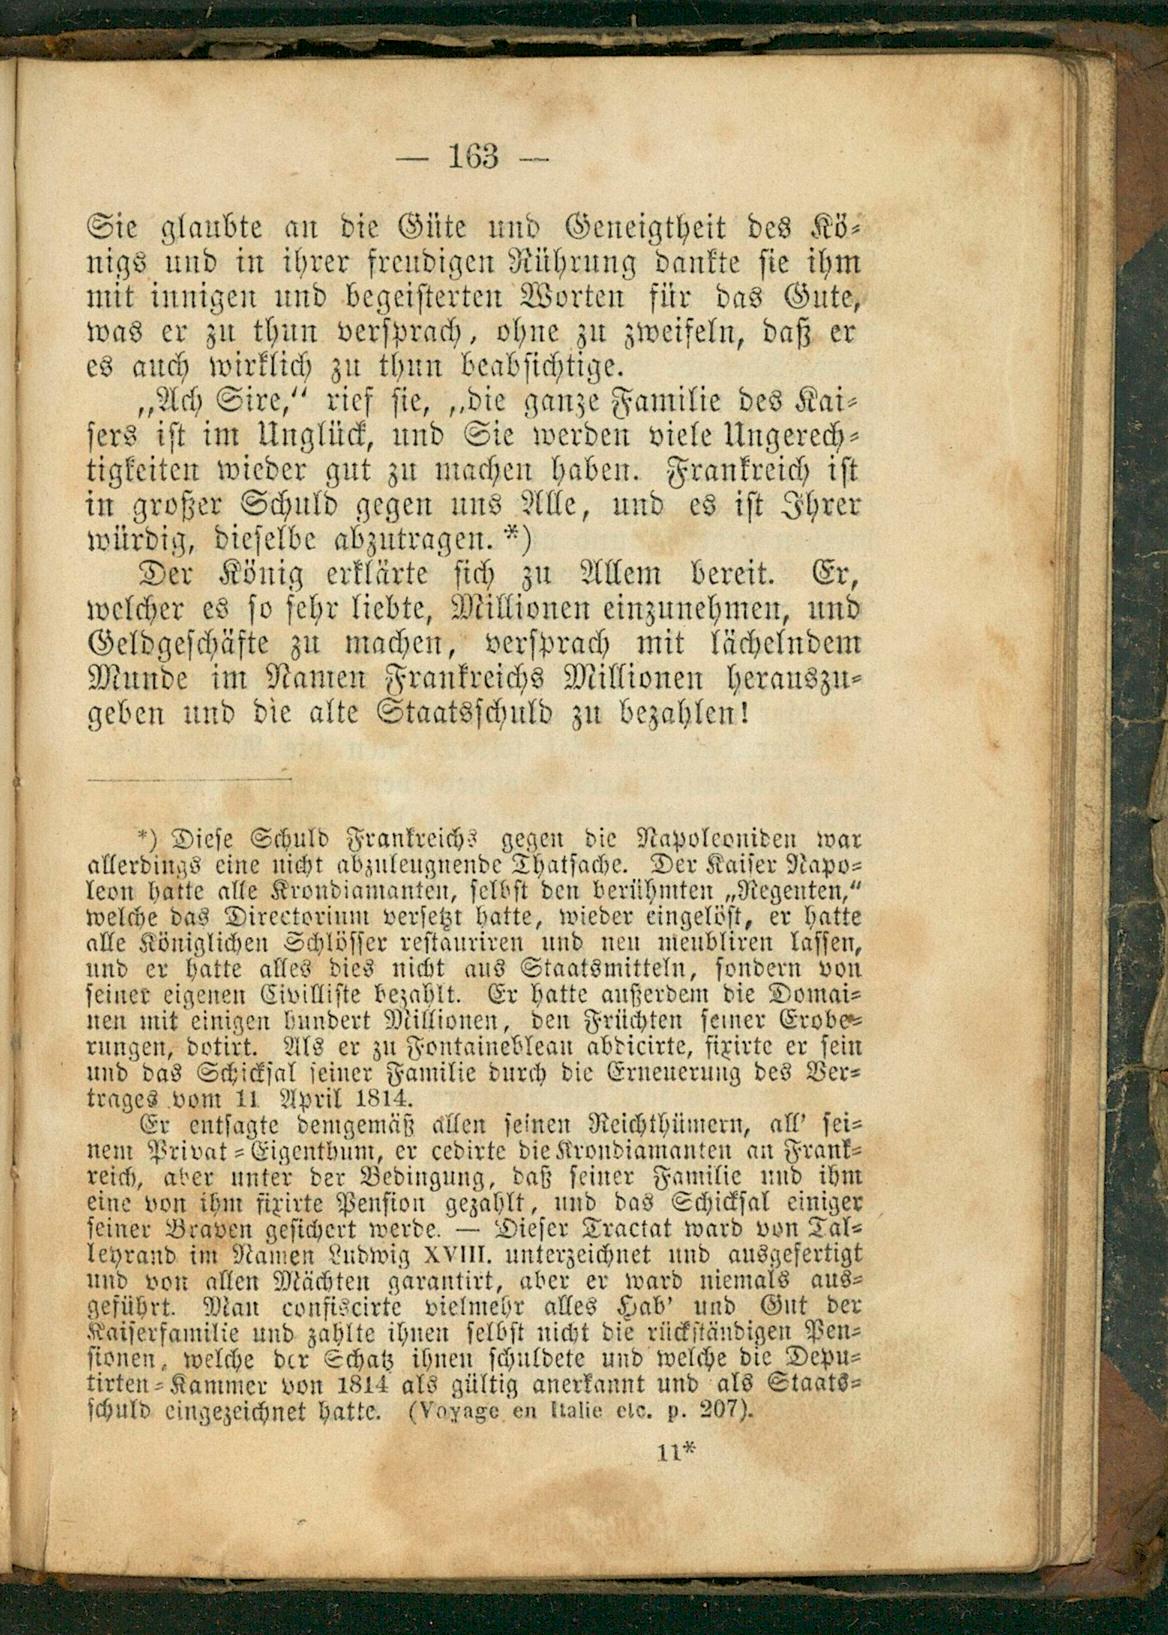 — 163 —
Sie glaubte an die Güte und Geneigtheit des Kö-
nigs und in ihrer freudigen Rührung dankte sie ihm
mit innigen und begeisterten Worten für das Gute,
was er zu thun versprach, ohne zu zweifeln, daß er
es auch wirklich zu thun beabsichtige.
„Ach Sire,“ rief sie, „die ganze Familie des Kai-
sers ist im Unglück, und Sie werden viele Ungerech-
tigkeiten wieder gut zu machen haben. Frankreich ist
in großer Schuld gegen uns Alle, und es ist Ihrer
würdig, dieselbe abzutragen. *)
Der König erklärte sich zu Allem bereit. Er,
welcher es so sehr liebte, Millionen einzunehmen, und
Geldgeschäfte zu machen, versprach mit lächelndem
Munde im Namen Frankreichs Millionen herauszu-
geben und die alte Staatsschuld zu bezahlen!
*) Diese Schuld Frankreichs gegen die Napoleoniden war
allerdings eine nicht abzuleugnende Thatsache. Der Kaiser Napo-
leon hatte alle Krondiamanten, selbst den berühmten „Regenten,“
welche das Directorium versetzt hatte, wieder eingelöst, er hatte
alle Königlichen Schlösser restauriren und neu meubliren lassen,
und er hatte alles dies nicht aus Staatsmitteln, sondern von
seiner eigenen Civilliste bezahlt. Er hatte außerdem die Domai-
nen mit einigen hundert Millionen, den Früchten seiner Erobe-
rungen, dotirt. Als er zu Fontainebleau abdicirte, fixirte er sein
und das Schicksal seiner Familie durch die Erneuerung des Ver-
trages vom 11 April 1814.
Er entsagte demgemäß allen seinen Reichthümern, all' sei-
nem Privat-Eigenthum, er cedirte die Krondiamanten an Frank-
reich, aber unter der Bedingung, daß seiner Familie und ihm
eine von ihm fixirte Pension gezahlt, und das Schicksal einiger
seiner Braven gesichert werde. — Dieser Tractat ward von Tal-
leyrand im Namen Ludwig XVIII. unterzeichnet und ausgefertigt
und von allen Mächten garantirt, aber er ward niemals aus-
geführt. Man confiscirte vielmehr alles Hab' und Gut der
Kaiserfamilie und zahlte ihnen selbst nicht die rückständigen Pen-
sionen, welche der Schatz ihnen schuldete und welche die Depu-
tirten-Kammer von 1814 als gültig anerkannt und als Staats-
schuld eingezeichnet hatte. (Voyage en Italie etc. p. 207).
11*